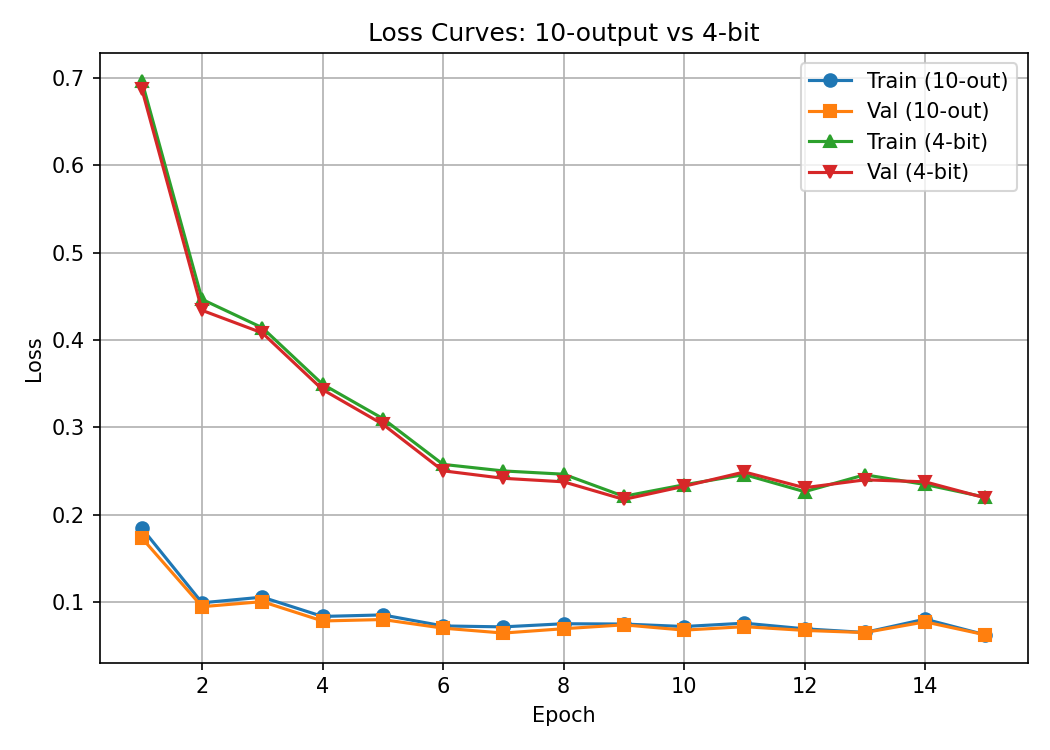 Loss Curves: 10-output vs 4-bit
Train (10-out)
Val (10-out)
Train (4-bit)
Val (4-bit)
Loss
0.7
0.6
0.5
0.4
0.3
0.2
0.1
2 4 6 8 10 12 14
Epoch